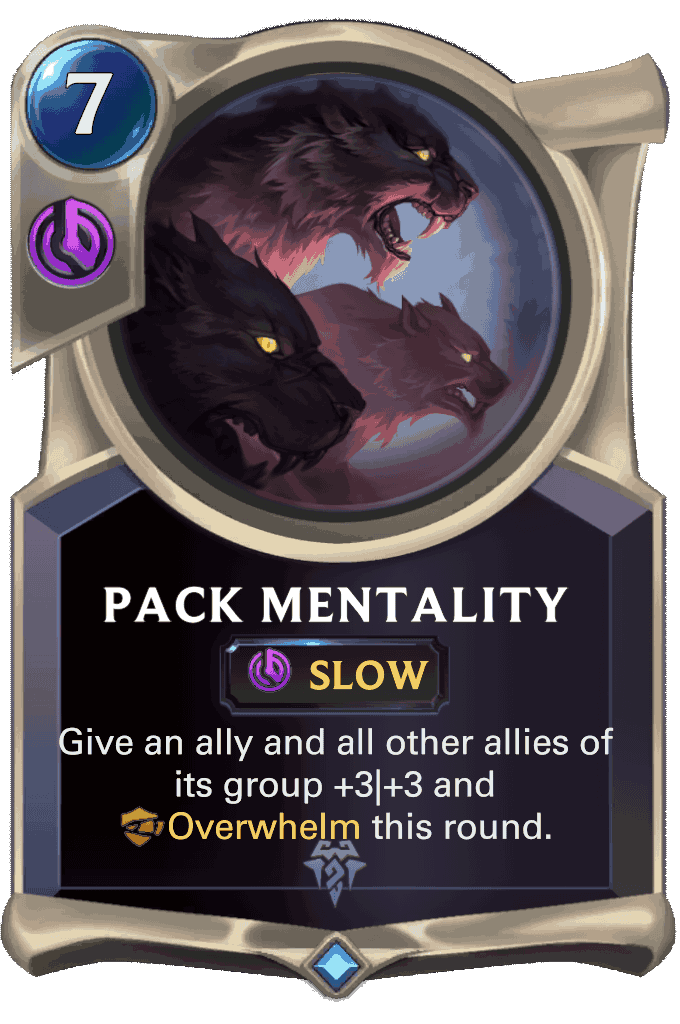 7
PACK MENTALITY
SLOW
Give an ally and all other allies of
its group +3|+3 and
Overwhelm this round.